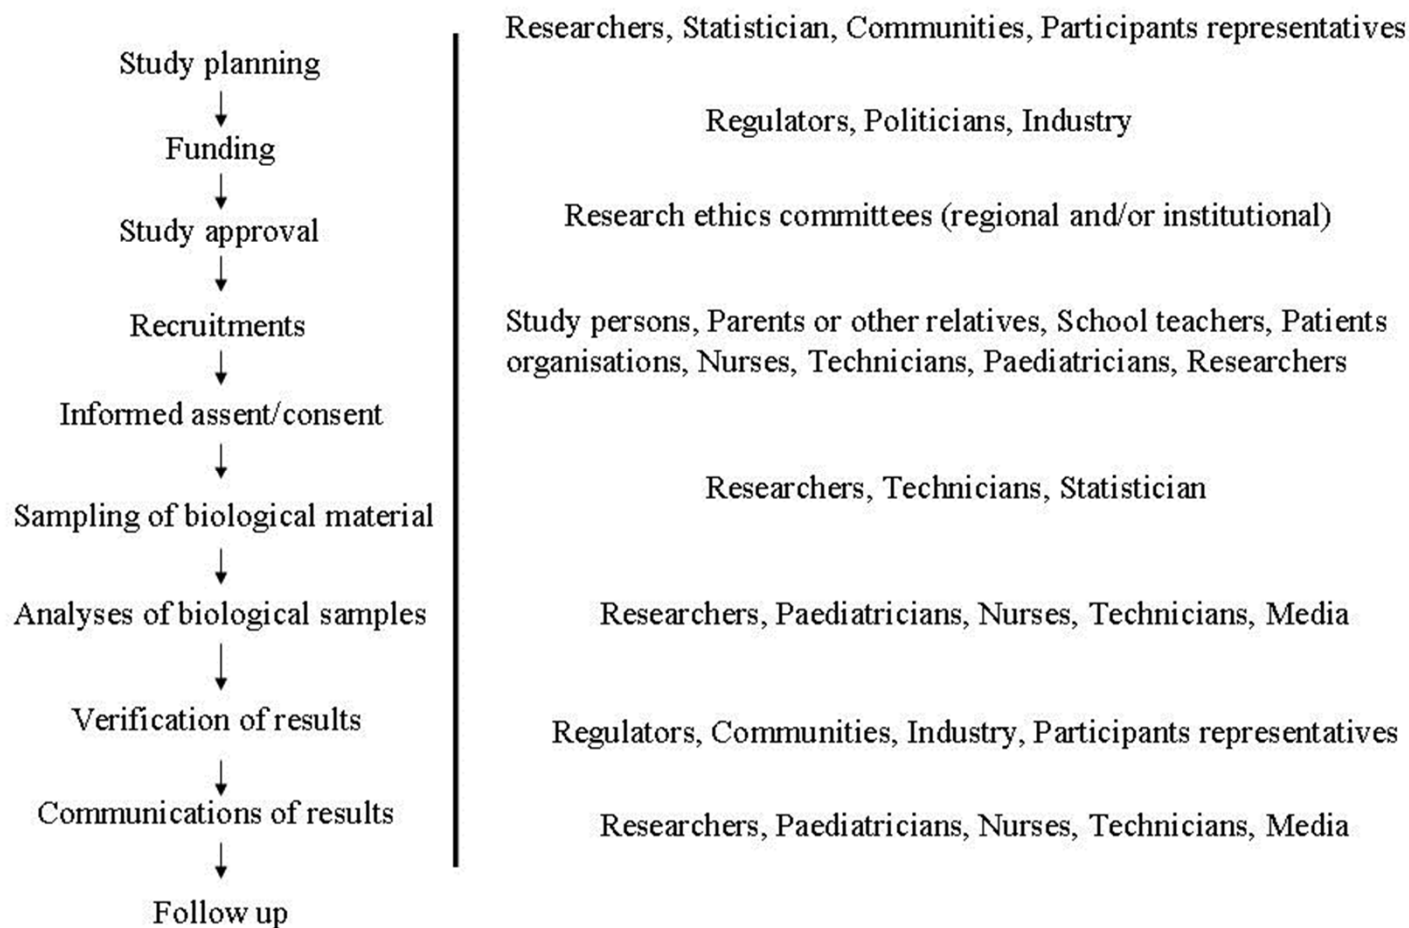 Study planning
Funding
Study approval
Recruitments
Informed assent/consent
Sampling of biological material
Analyses of biological samples
Verification of results
Communications of results
Follow up
Researchers, Statistician, Communities, Participants representatives
Regulators, Politicians, Industry
Research ethics committees (regional and/or institutional)
Study persons, Parents or other relatives, School teachers, Patients
organisations, Nurses, Technicians, Paediatricians, Researchers
Researchers, Technicians, Statistician
Researchers, Paediatricians, Nurses, Technicians, Media
Regulators, Communities, Industry, Participants representatives
Researchers, Paediatricians, Nurses, Technicians, Media